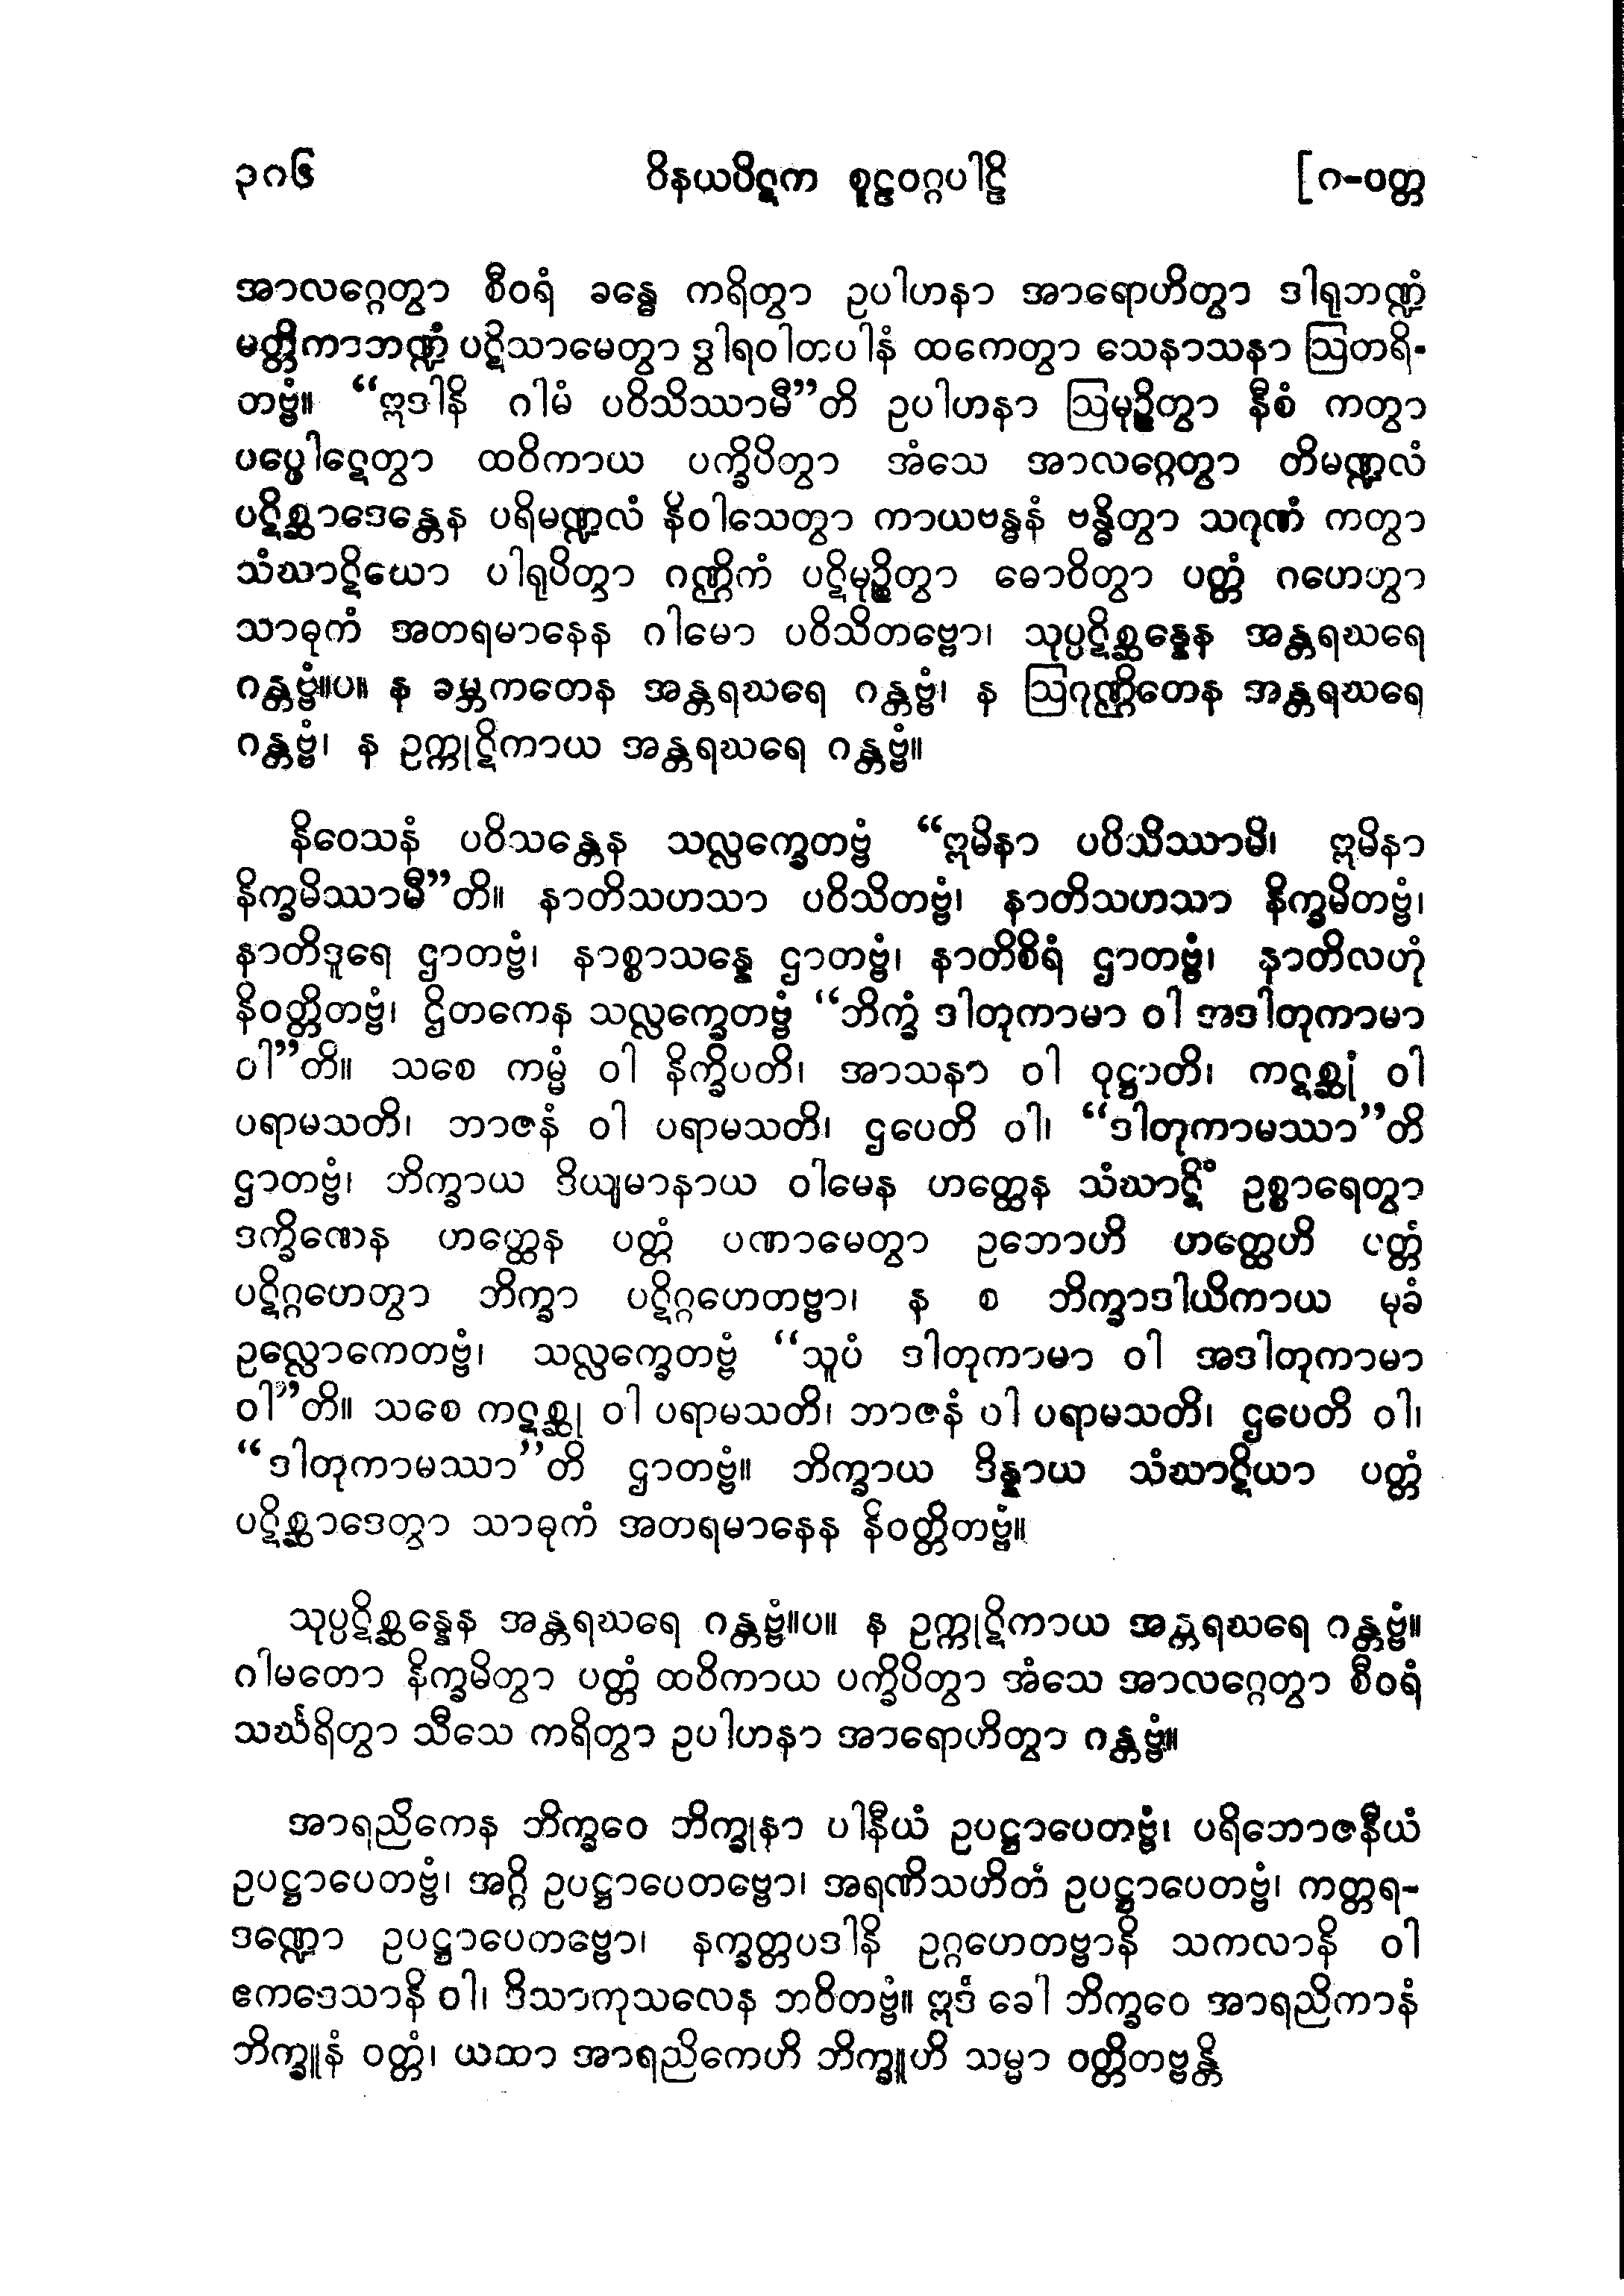 ၃၈၆ ဝိနယပိဋက စူဠဝဂ္ဂပါဠိ [၈-ဝတ္တ
အာလဂ္ဂေတွာ စီဝရံ ခန္ဓေ ကရိတွာ ဥပါဟနာ အာရောဟိတွာ ဒါရုဘဏ္ဍံ
မတ္တိကာဘဏ္ဍံ ပဋိသာမေတွာ ဒွါရဝါတပါနံ ထကေတွာ သေနာသနာ ဩတရိ-
တဗ္ဗံ။ “ဣဒါနိ ဂါမံ ပဝိသိဿာမီ”တိ ဥပါဟနာ ဩမုဉ္စိတွာ နီစံ ကတွာ
ပပ္ဖေါဋေတွာ ထဝိကာယ ပက္ခိပိတွာ အံသေ အာလဂ္ဂေတွာ တိမဏ္ဍလံ
ပဋိစ္ဆာဒေန္တေန ပရိမဏ္ဍလံ နိဝါသေတွာ ကာယဗန္ဓနံ ဗန္ဓိတွာ သဂုဏံ ကတွာ
သံဃာဋိယော ပါရုပိတွာ ဂဏ္ဌိကံ ပဋိမုဉ္စိတွာ ဓောဝိတွာ ပတ္တံ ဂဟေတွာ
သာဓုကံ အတရမာနေန ဂါမော ပဝိသိတဗ္ဗော၊ သုပ္ပဋိစ္ဆန္နေန အန္တရဃရေ
ဂန္တဗ္ဗံ။ပ။ န ခမ္ဘကတေန အန္တရဃရေ ဂန္တဗ္ဗံ၊ န ဩဂုဏ္ဌိတေန အန္တရဃရေ
ဂန္တဗ္ဗံ၊ န ဥက္ကုဋိကာယ အန္တရဃရေ ဂန္တဗ္ဗံ။
နိဝေသနံ ပဝိသန္တေန သလ္လက္ခေတဗ္ဗံ “ဣမိနာ ပဝိသိဿာမိ၊ ဣမိနာ
နိက္ခမိဿာမီ”တိ။ နာတိသဟသာ ပဝိသိတဗ္ဗံ၊ နာတိသဟသာ နိက္ခမိတဗ္ဗံ၊
နာတိဒူရေ ဌာတဗ္ဗံ၊ နာစ္စာသန္နေ ဌာတဗ္ဗံ၊ နာတိစိရံ ဌာတဗ္ဗံ၊ နာတိလဟုံ
နိဝတ္တိတဗ္ဗံ၊ ဌိတကေန သလ္လက္ခေတဗ္ဗံ “ဘိက္ခံ ဒါတုကာမာ ဝါ အဒါတုကာမာ
ဝါ”တိ။ သစေ ကမ္မံ ဝါ နိက္ခိပတိ၊ အာသနာ ဝါ ဝုဋ္ဌာတိ၊ ကဋစ္ဆုံ ဝါ
ပရာမသတိ၊ ဘာဇနံ ဝါ ပရာမသတိ၊ ဌပေတိ ဝါ၊ “ဒါတုကာမဿာ”တိ
ဌာတဗ္ဗံ၊ ဘိက္ခာယ ဒိယျမာနာယ ဝါမေန ဟတ္ထေန သံဃာဋိံ ဥစ္စာရေတွာ
ဒက္ခိဏေန ဟတ္ထေန ပတ္တံ ပဏာမေတွာ ဥဘောဟိ ဟတ္ထေဟိ ပတ္တံ
ပဋိဂ္ဂဟေတွာ ဘိက္ခာ ပဋိဂ္ဂဟေတဗ္ဗာ၊ န စ ဘိက္ခာဒါယိကာယ မုခံ
ဥလ္လောကေတဗ္ဗံ၊ သလ္လက္ခေတဗ္ဗံ “သူပံ ဒါတုကာမာ ဝါ အဒါတုကာမာ
ဝါ”တိ။ သစေ ကဋစ္ဆု ဝါ ပရာမသတိ၊ ဘာဇနံ ဝါ ပရာမသတိ၊ ဌပေတိ ဝါ၊
“ဒါတုကာမဿာ”တိ ဌာတဗ္ဗံ။ ဘိက္ခာယ ဒိန္နာယ သံဃာဋိယာ ပတ္တံ
ပဋိစ္ဆာဒေတွာ သာဓုကံ အတရမာနေန နိဝတ္တိတဗ္ဗံ။
သုပ္ပဋိစ္ဆန္နေန အန္တရဃရေ ဂန္တဗ္ဗံ။ပ။ န ဥက္ကုဋိကာယ အန္တရဃရေ ဂန္တဗ္ဗံ။
ဂါမတော နိက္ခမိတွာ ပတ္တံ ထဝိကာယ ပက္ခိပိတွာ အံသေ အာလဂ္ဂေတွာ စီဝရံ
သင်္ဃရိတွာ သီသေ ကရိတွာ ဥပါဟနာ အာရောဟိတွာ ဂန္တဗ္ဗံ။
အာရညိကေန ဘိက္ခဝေ ဘိက္ခုနာ ပါနီယံ ဥပဋ္ဌာပေတဗ္ဗံ၊ ပရိဘောဇနီယံ
ဥပဋ္ဌာပေတဗ္ဗံ၊ အဂ္ဂိ ဥပဋ္ဌာပေတဗ္ဗော၊ အရဏိသဟိတံ ဥပဋ္ဌာပေတဗ္ဗံ၊ ကတ္တရ-
ဒဏ္ဍော ဥပဋ္ဌာပေတဗ္ဗော၊ နက္ခတ္တပဒါနိ ဥဂ္ဂဟေတဗ္ဗာနိ သကလာနိ ဝါ
ဧကဒေသာနိ ဝါ၊ ဒိသာကုသလေန ဘဝိတဗ္ဗံ။ ဣဒံ ခေါ ဘိက္ခဝေ အာရညိကာနံ
ဘိက္ခူနံ ဝတ္တံ၊ ယထာ အာရညိကေဟိ ဘိက္ခူဟိ သမ္မာ ဝတ္တိတဗ္ဗန္တိ